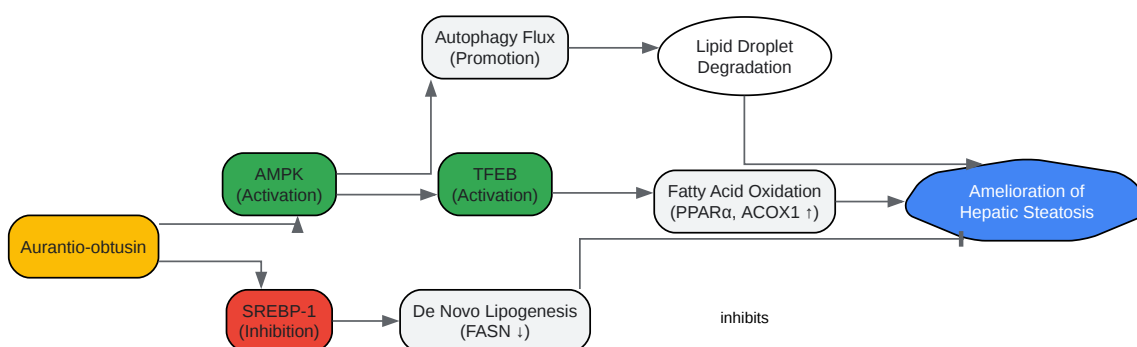 Autophagy Flux
(Promotion)
Lipid Droplet
Degradation
AMPK
(Activation)
TFEB
(Activation)
Fatty Acid Oxidation
(PPARα, ACOX1 ↑)
Amelioration of
Hepatic Steatosis
Aurantio-obtusin
SREBP-1
(Inhibition)
De Novo Lipogenesis
(FASN ↓)
inhibits